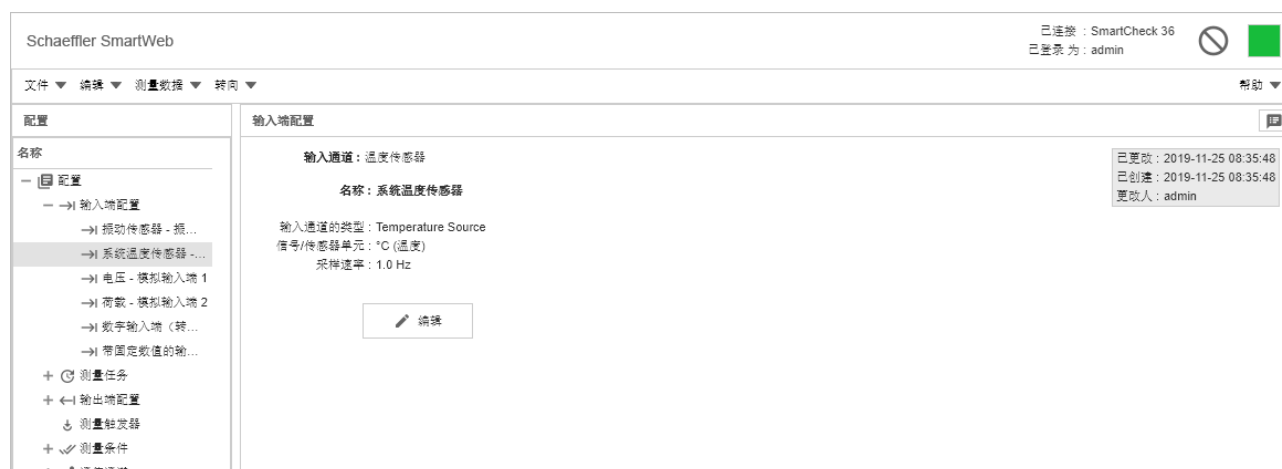 Schaeffler SmartWeb
已连接 : SmartCheck 36
已登录 为 : admin
文件 编辑 测量数据 转向 帮助
配置
输入端配置
名称
配置
输入端配置
振动传感器 - 振...
系统温度传感器 -...
电压 - 模拟输入端 1
荷载 - 模拟输入端 2
数字输入端（转...
带固定数值的输...
测量任务
输出端配置
测量触发器
测量条件
输入通道 : 温度传感器
名称 : 系统温度传感器
输入通道的类型 : Temperature Source
信号/传感器单元 : °C (温度)
采样速率 : 1.0 Hz
编辑
已更改 : 2019-11-25 08:35:48
已创建 : 2019-11-25 08:35:48
更改人 : admin